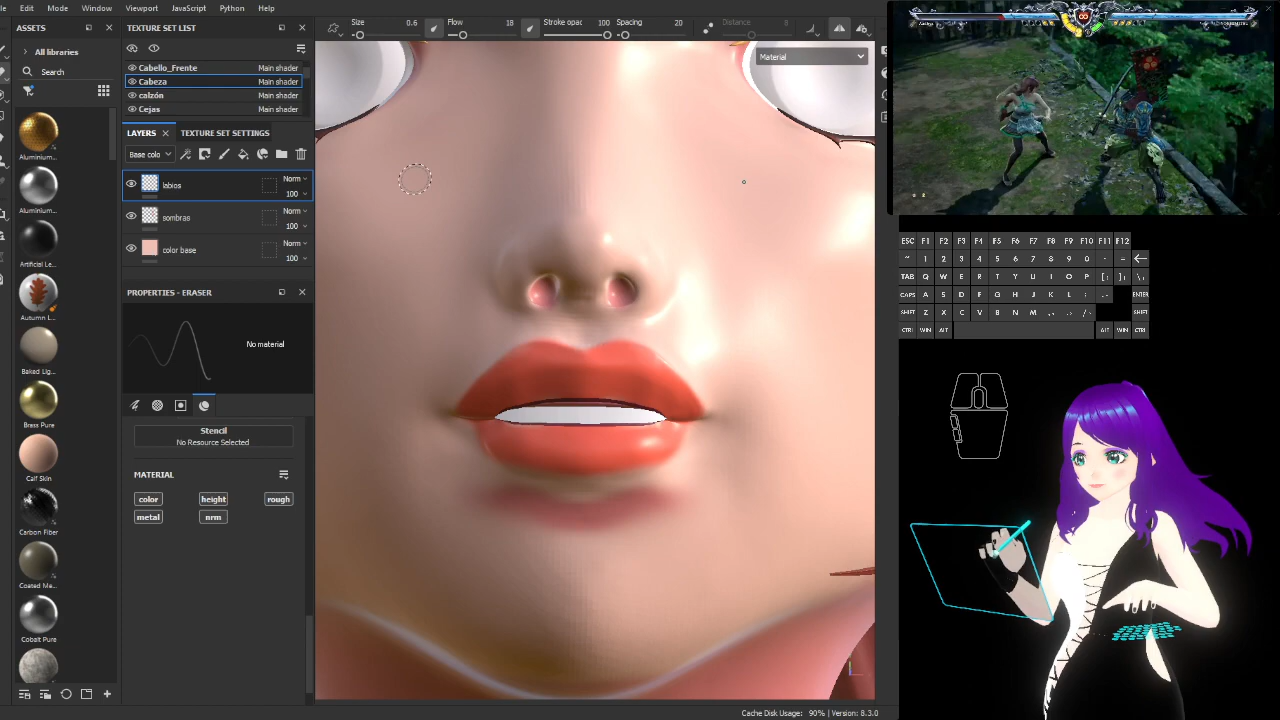 Edit Mode Window Viewport JavaScript Python Help
ASSETS
All libraries
Search
Aluminium...
Aluminium...
Artificial Le...
Autumn L...
Baked Lig...
Brass Pure
Calf Skin
Carbon Fiber
Coated Ma...
Cobalt Pure
TEXTURE SET LIST
Cabello_Frente Main shader
Cabeza Main shader
calzón Main shader
Cejas Main shader
LAYERS TEXTURE SET SETTINGS
Base colo
labios Norm 100
sombras Norm 100
color base Norm 100
PROPERTIES - ERASER
No material
Stencil
No Resource Selected
MATERIAL
color height rough
metal nrm
Size 0.6 Flow 18 Stroke opac 100 Spacing 20 Distance 8
Material
Cache Disk Usage: 90% | Version: 8.3.0
ESC F1 F2 F3 F4 F5 F6 F7 F8 F9 F10 F11 F12
~ 1 2 3 4 5 6 7 8 9 0 - =
TAB Q W E R T Y U I O P [ ; ] ; \ ;
CAPS A S D F G H J K L ; ENTER
SHIFT Z X C V B N M SHIFT
CTRL WIN ALT ALT WIN CTRL